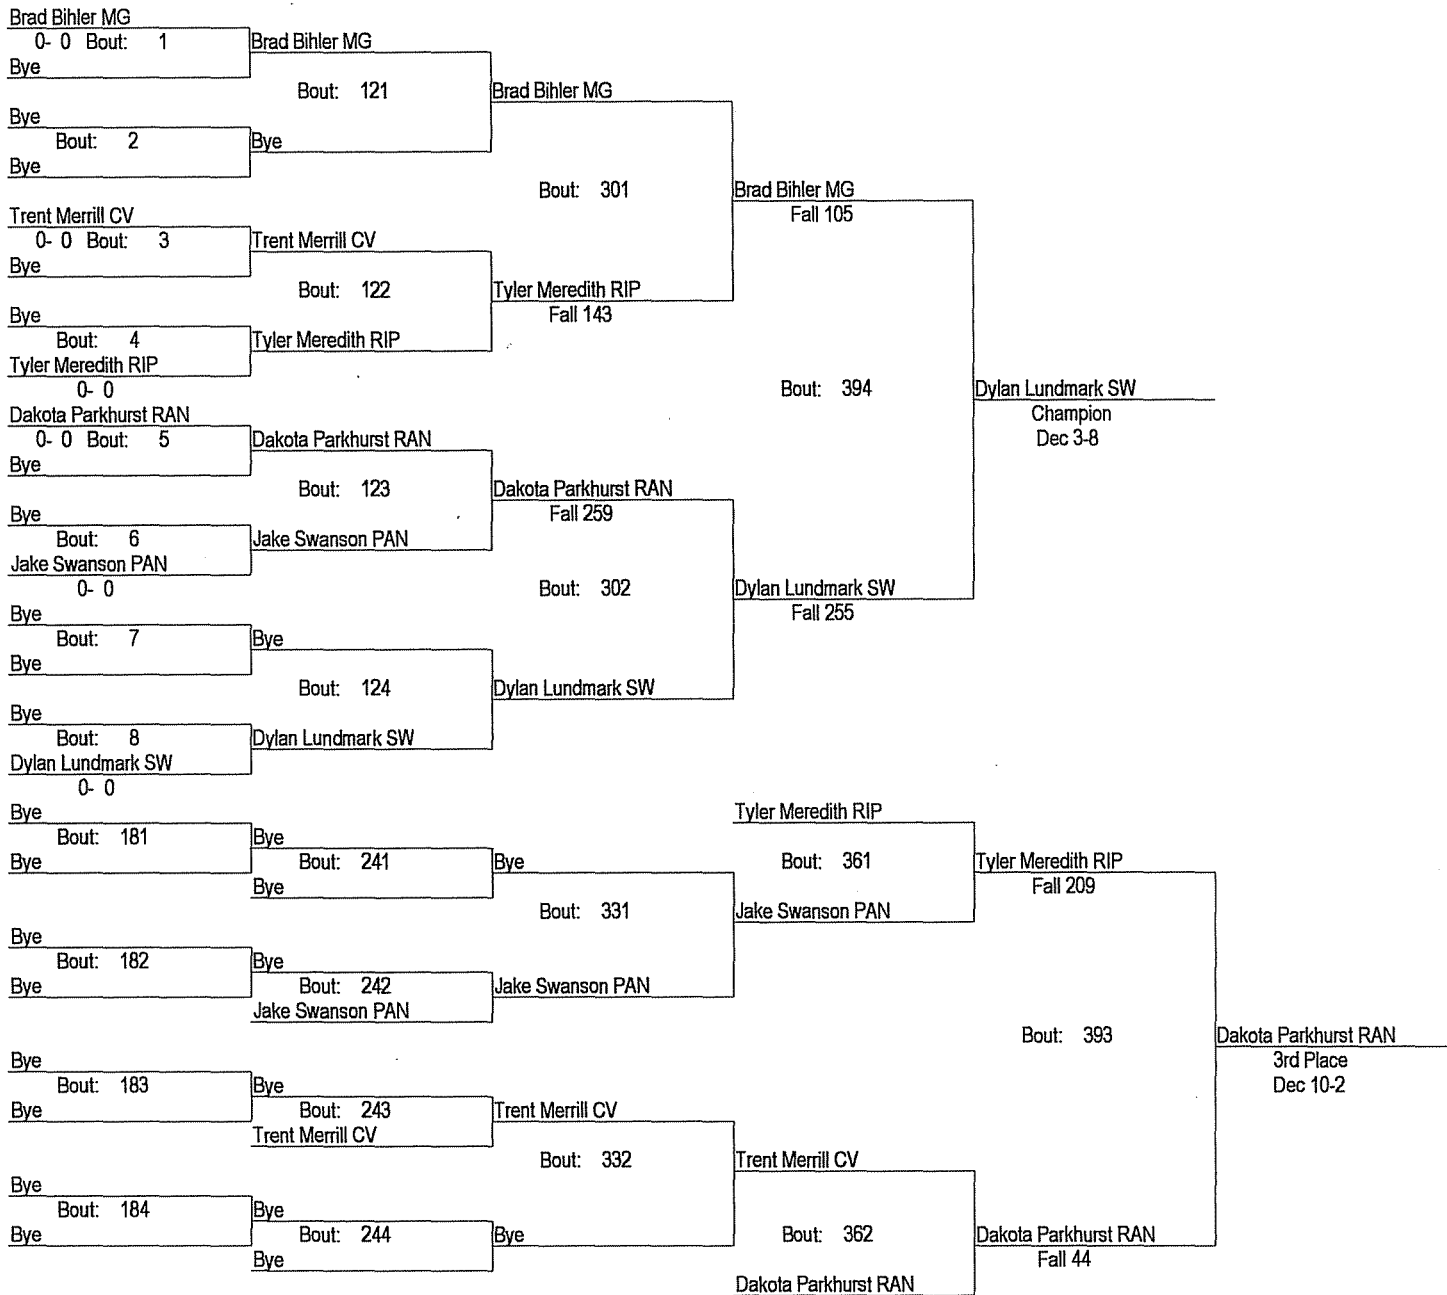 Brad Bihler MG
0- 0 Bout: 1
Bye
Brad Bihler MG
Bout: 121
Brad Bihler MG
Bye
Bout: 2
Bye
Bye
Bout: 301
Brad Bihler MG
Fall 105
Trent Merrill CV
0- 0 Bout: 3
Bye
Trent Merrill CV
Bout: 122
Tyler Meredith RIP
Fall 143
Bye
Bout: 4
Tyler Meredith RIP
0- 0
Tyler Meredith RIP
Bout: 394
Dylan Lundmark SW
Champion
Dec 3-8
Dakota Parkhurst RAN
0- 0 Bout: 5
Bye
Dakota Parkhurst RAN
Bout: 123
Dakota Parkhurst RAN
Fall 259
Bye
Bout: 6
Jake Swanson PAN
0- 0
Jake Swanson PAN
Bout: 302
Dylan Lundmark SW
Fall 255
Bye
Bout: 7
Bye
Bye
Bout: 124
Dylan Lundmark SW
Bye
Bout: 8
Dylan Lundmark SW
0- 0
Dylan Lundmark SW
Bye
Bout: 181
Bye
Bye
Bout: 241
Bye
Bye
Bout: 331
Tyler Meredith RIP
Bout: 361
Jake Swanson PAN
Tyler Meredith RIP
Fall 209
Bye
Bout: 182
Bye
Bye
Bout: 242
Jake Swanson PAN
Jake Swanson PAN
Bout: 393
Dakota Parkhurst RAN
3rd Place
Dec 10-2
Bye
Bout: 183
Bye
Bye
Bout: 243
Trent Merrill CV
Trent Merrill CV
Bout: 332
Trent Merrill CV
Bye
Bout: 184
Bye
Bye
Bout: 244
Bye
Bye
Bout: 362
Dakota Parkhurst RAN
Dakota Parkhurst RAN
Fall 44